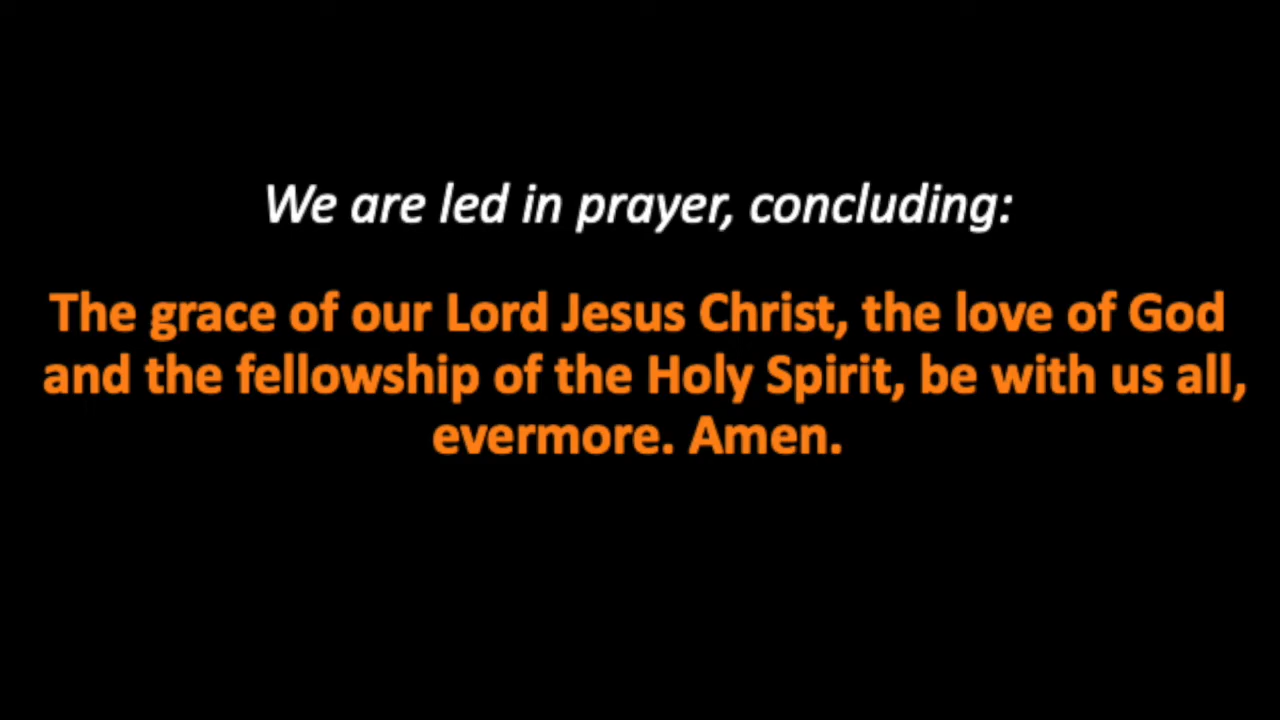 We are led in prayer, concluding:
The grace of our Lord Jesus Christ, the love of God
and the fellowship of the Holy Spirit, be with us all,
evermore. Amen.